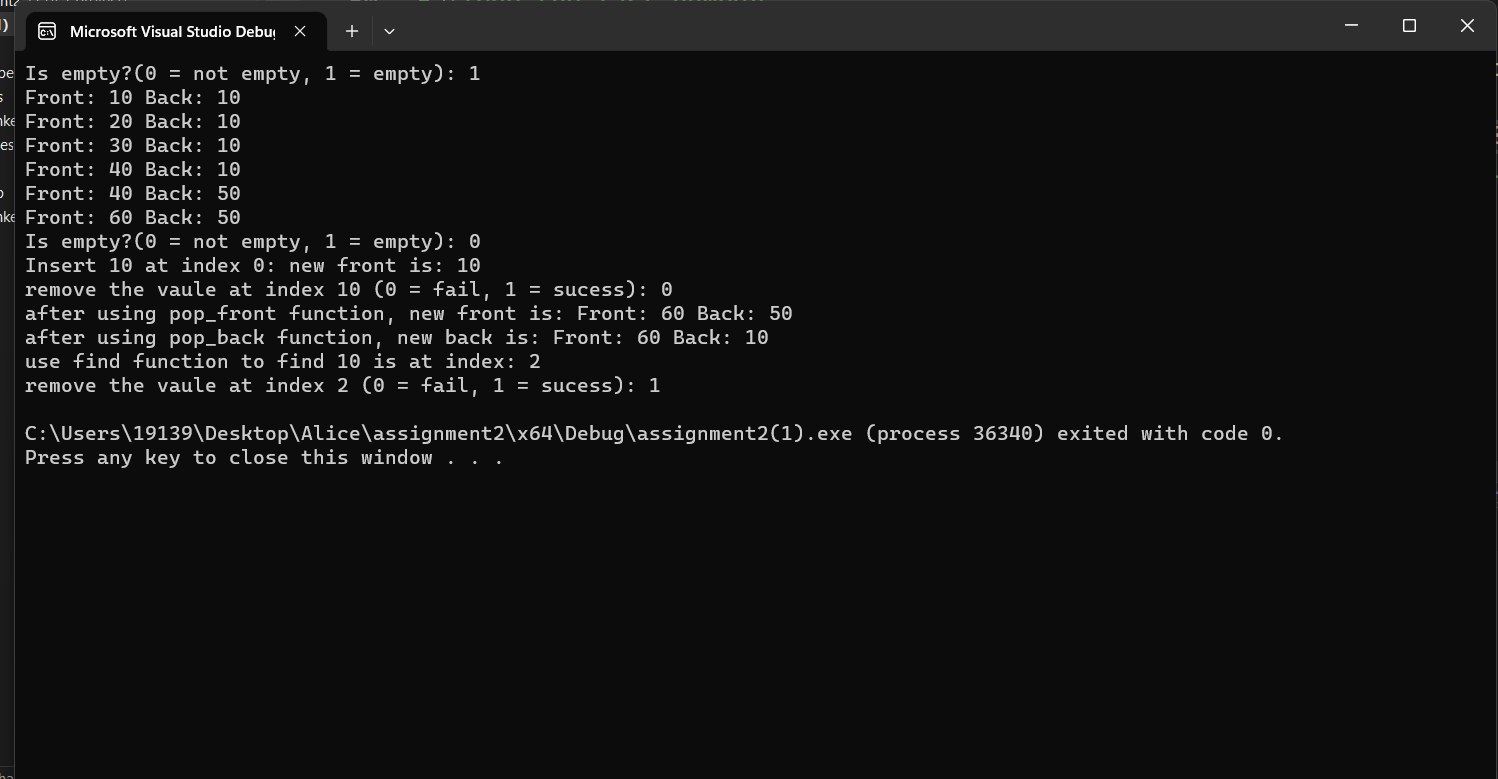 Microsoft Visual Studio Debug
Is empty?(0 = not empty, 1 = empty): 1
Front: 10 Back: 10
Front: 20 Back: 10
Front: 30 Back: 10
Front: 40 Back: 10
Front: 40 Back: 50
Front: 60 Back: 50
Is empty?(0 = not empty, 1 = empty): 0
Insert 10 at index 0: new front is: 10
remove the vaule at index 10 (0 = fail, 1 = sucess): 0
after using pop_front function, new front is: Front: 60 Back: 50
after using pop_back function, new back is: Front: 60 Back: 10
use find function to find 10 is at index: 2
remove the vaule at index 2 (0 = fail, 1 = sucess): 1
C:\Users\19139\Desktop\Alice\assignment2\x64\Debug\assignment2(1).exe (process 36340) exited with code 0.
Press any key to close this window . . .